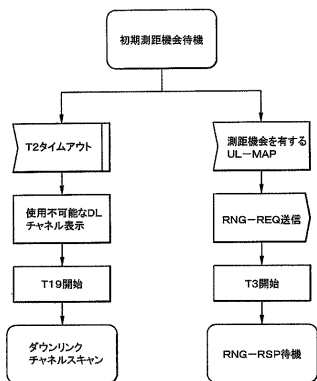 初期測距機会待機
T2タイムアウト
測距機会を有する
UL－MAP
使用不可能なDL
チャネル表示
RNG－REQ送信
T19開始
T3開始
ダウンリンク
チャネルスキャン
RNG－RSP待機